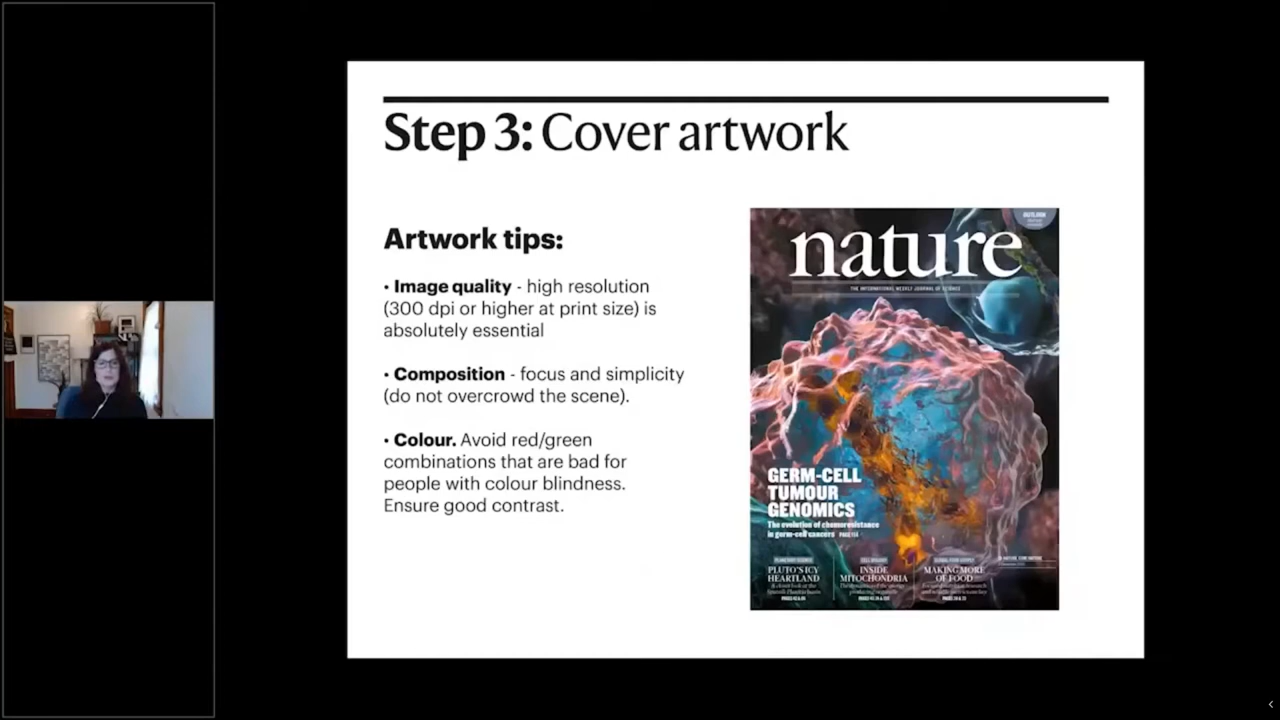 Step 3: Cover artwork
Artwork tips:
• Image quality - high resolution
(300 dpi or higher at print size) is
absolutely essential
• Composition - focus and simplicity
(do not overcrowd the scene).
• Colour. Avoid red/green
combinations that are bad for
people with colour blindness.
Ensure good contrast.
OUTLOOK
nature
THE INTERNATIONAL WEEKLY JOURNAL OF SCIENCE
GERM-CELL
TUMOUR
GENOMICS
The evolution of chemoresistance
in germ-cell cancers
PLUTO'S ICY
HEARTLAND
INSIDE
MITOCHONDRIA
MAKING MORE
OF FOOD